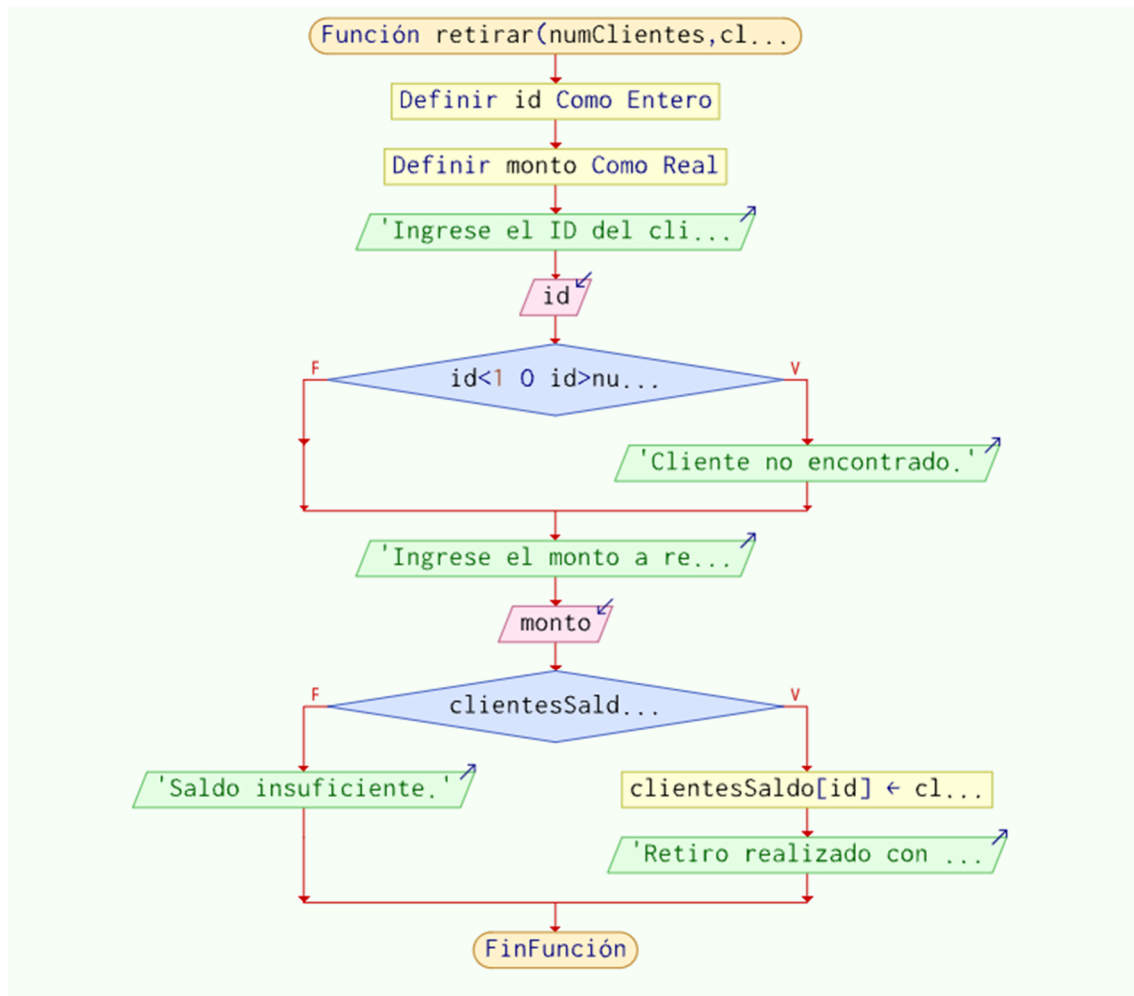 Función retirar(numClientes,cl...
Definir id Como Entero
Definir monto Como Real
'Ingrese el ID del cli...
id
F
id<1 O id>nu...
V
'Cliente no encontrado.'
'Ingrese el monto a re...
monto
F
clientesSald...
V
'Saldo insuficiente.'
clientesSaldo[id] ← cl...
'Retiro realizado con ...
FinFunción